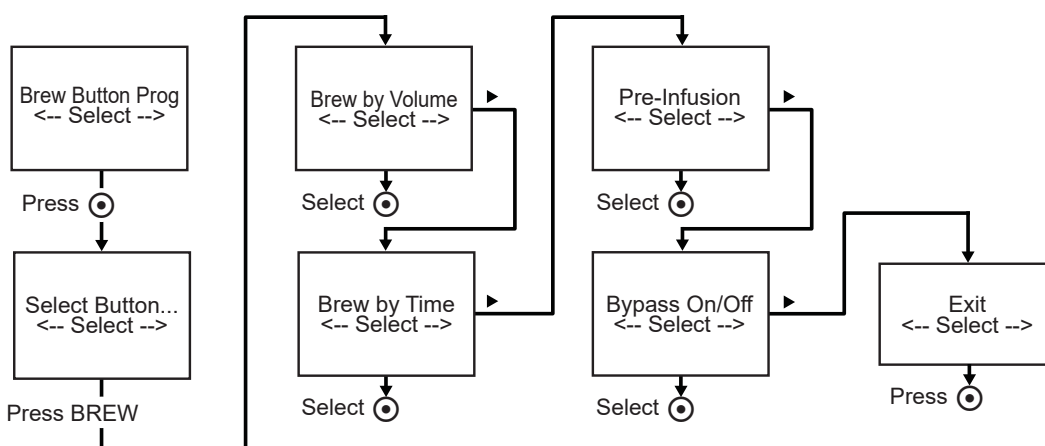 Brew Button Prog
<-- Select -->
Press
Select Button...
<-- Select -->
Press BREW
Brew by Volume
<-- Select -->
Select
Brew by Time
<-- Select -->
Select
Pre-Infusion
<-- Select -->
Select
Bypass On/Off
<-- Select -->
Select
Exit
<-- Select -->
Press